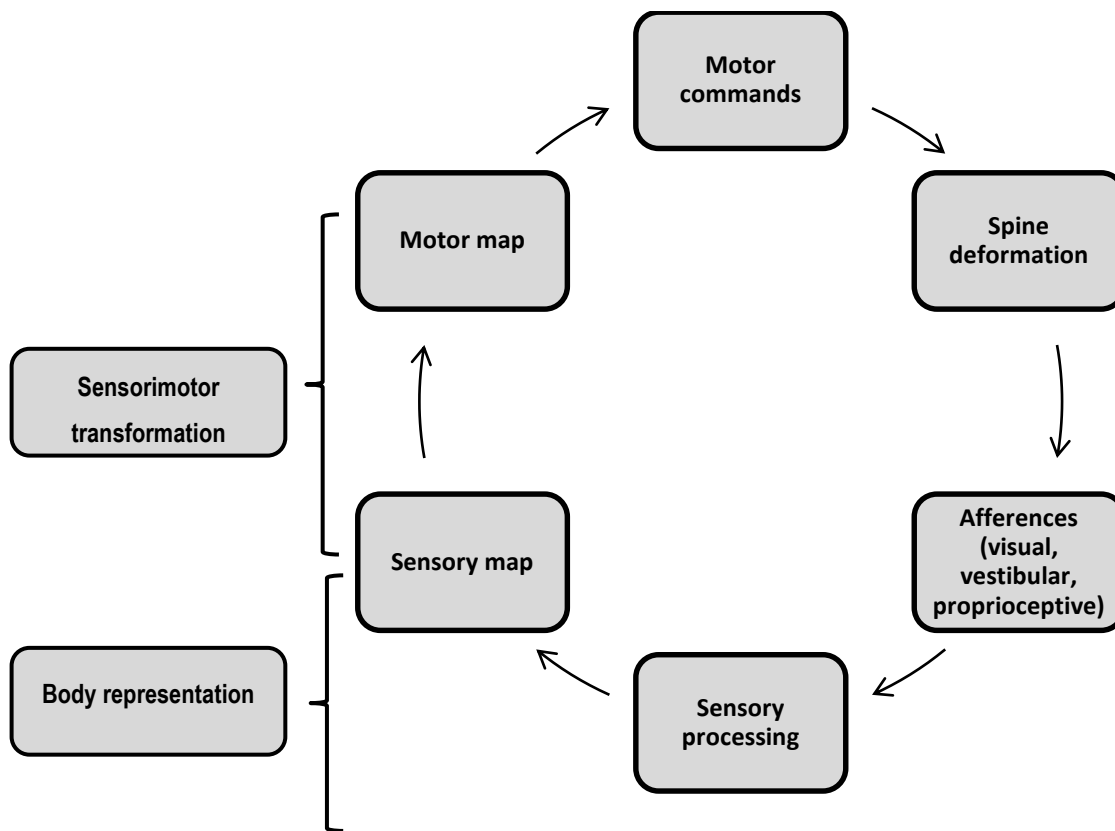 Motor
commands
Motor map
Spine
deformation
Sensorimotor
transformation
Sensory map
Afferences
(visual,
vestibular,
proprioceptive)
Body representation
Sensory
processing